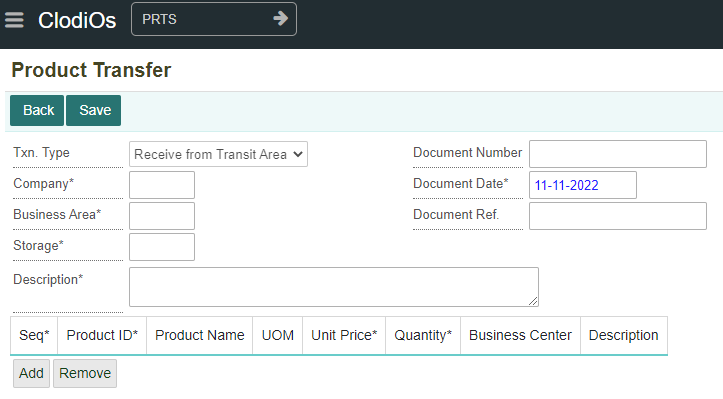 ClodiOs PRTS
Product Transfer
Back Save
Txn. Type Receive from Transit Area Document Number
Company* Document Date* 11-11-2022
Business Area* Document Ref.
Storage*
Description*
Seq* Product ID* Product Name UOM Unit Price* Quantity* Business Center Description
Add Remove